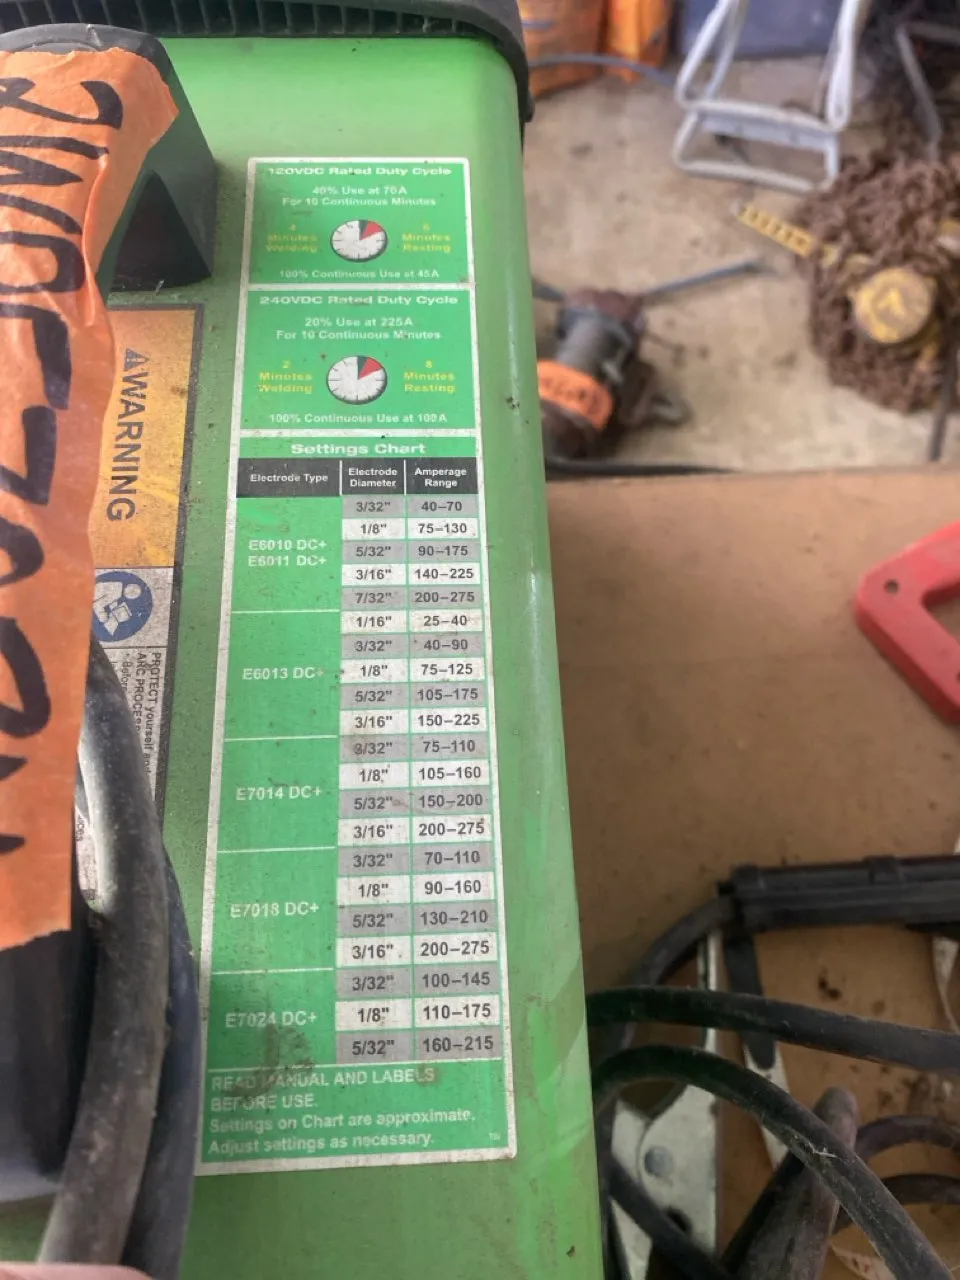 120VDC Rated Duty Cycle
40% Use at 70A
For 10 Continuous Minutes
4 Minutes Welding
6 Minutes Resting
100% Continuous Use at 45A
240VDC Rated Duty Cycle
20% Use at 225A
For 10 Continuous Minutes
2 Minutes Welding
8 Minutes Resting
100% Continuous Use at 100A
Settings Chart
Electrode Type Electrode Diameter Amperage Range
E6010 DC+
E6011 DC+
3/32" 40–70
1/8" 75–130
5/32" 90–175
3/16" 140–225
7/32" 200–275
E6013 DC+
1/16" 25–40
3/32" 40–90
1/8" 75–125
5/32" 105–175
3/16" 150–225
E7014 DC+
3/32" 75–110
1/8" 105–160
5/32" 150–200
3/16" 200–275
E7018 DC+
3/32" 70–110
1/8" 90–160
5/32" 130–210
3/16" 200–275
E7024 DC+
3/32" 100–145
1/8" 110–175
5/32" 160–215
READ MANUAL AND LABELS
BEFORE USE.
Settings on Chart are approximate.
Adjust settings as necessary.
WARNING
PROTECT yourself and
ARC PROCESS